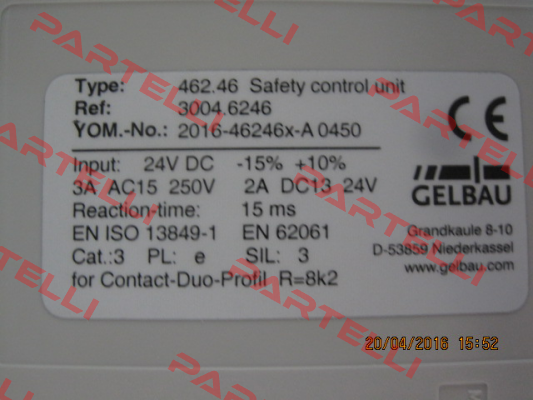 Type: 462.46 Safety control unit
Ref: 3004.6246
YOM.-No.: 2016-46246x-A 0450
Input: 24V DC -15% +10%
3A AC15 250V 2A DC13 24V
Reaction-time: 15 ms
EN ISO 13849-1 EN 62061
Cat.:3 PL: e SIL: 3
for Contact-Duo-Profil R=8k2
CE
GELBAU
Grandkaule 8-10
D-53859 Niederkassel
www.gelbau.com
20/04/2016 15:52
PARTELLI
PARTELLI
PARTELLI
PARTELLI
PARTELLI